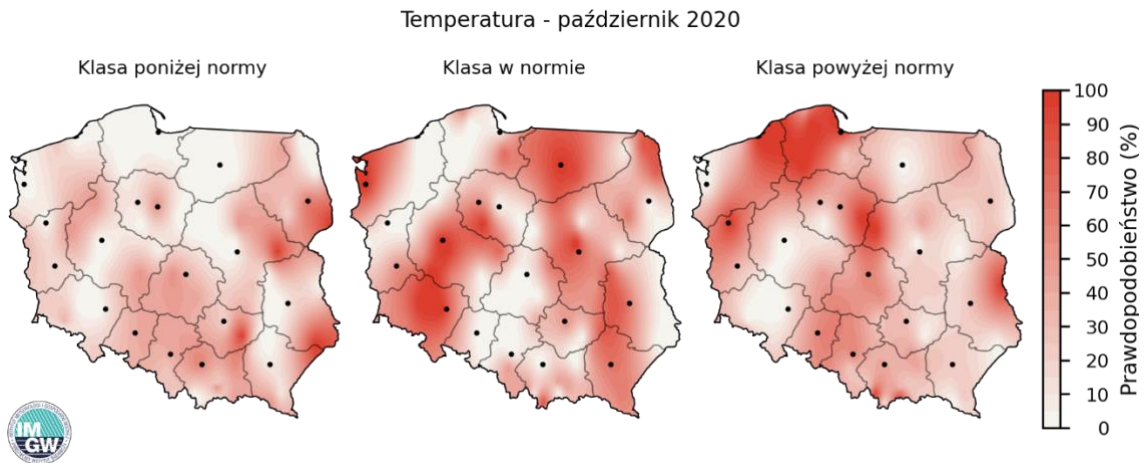 Temperatura - październik 2020
Klasa poniżej normy
Klasa w normie
Klasa powyżej normy
100
90
80
70
60
50
40
30
20
10
0
Prawdopodobieństwo (%)
IM
GW